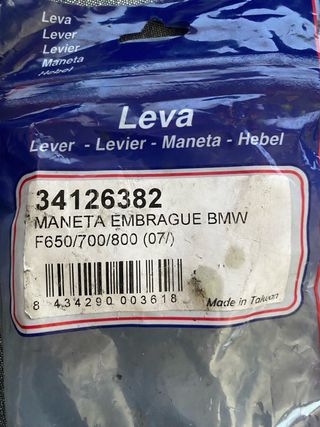 Leva
Lever
Levier
Maneta
Hebel
Leva
Lever - Levier - Maneta - Hebel
34126382
MANETA EMBRAGUE BMW
F650/700/800 (07/)
8 434290 003618
Made in Taiwan